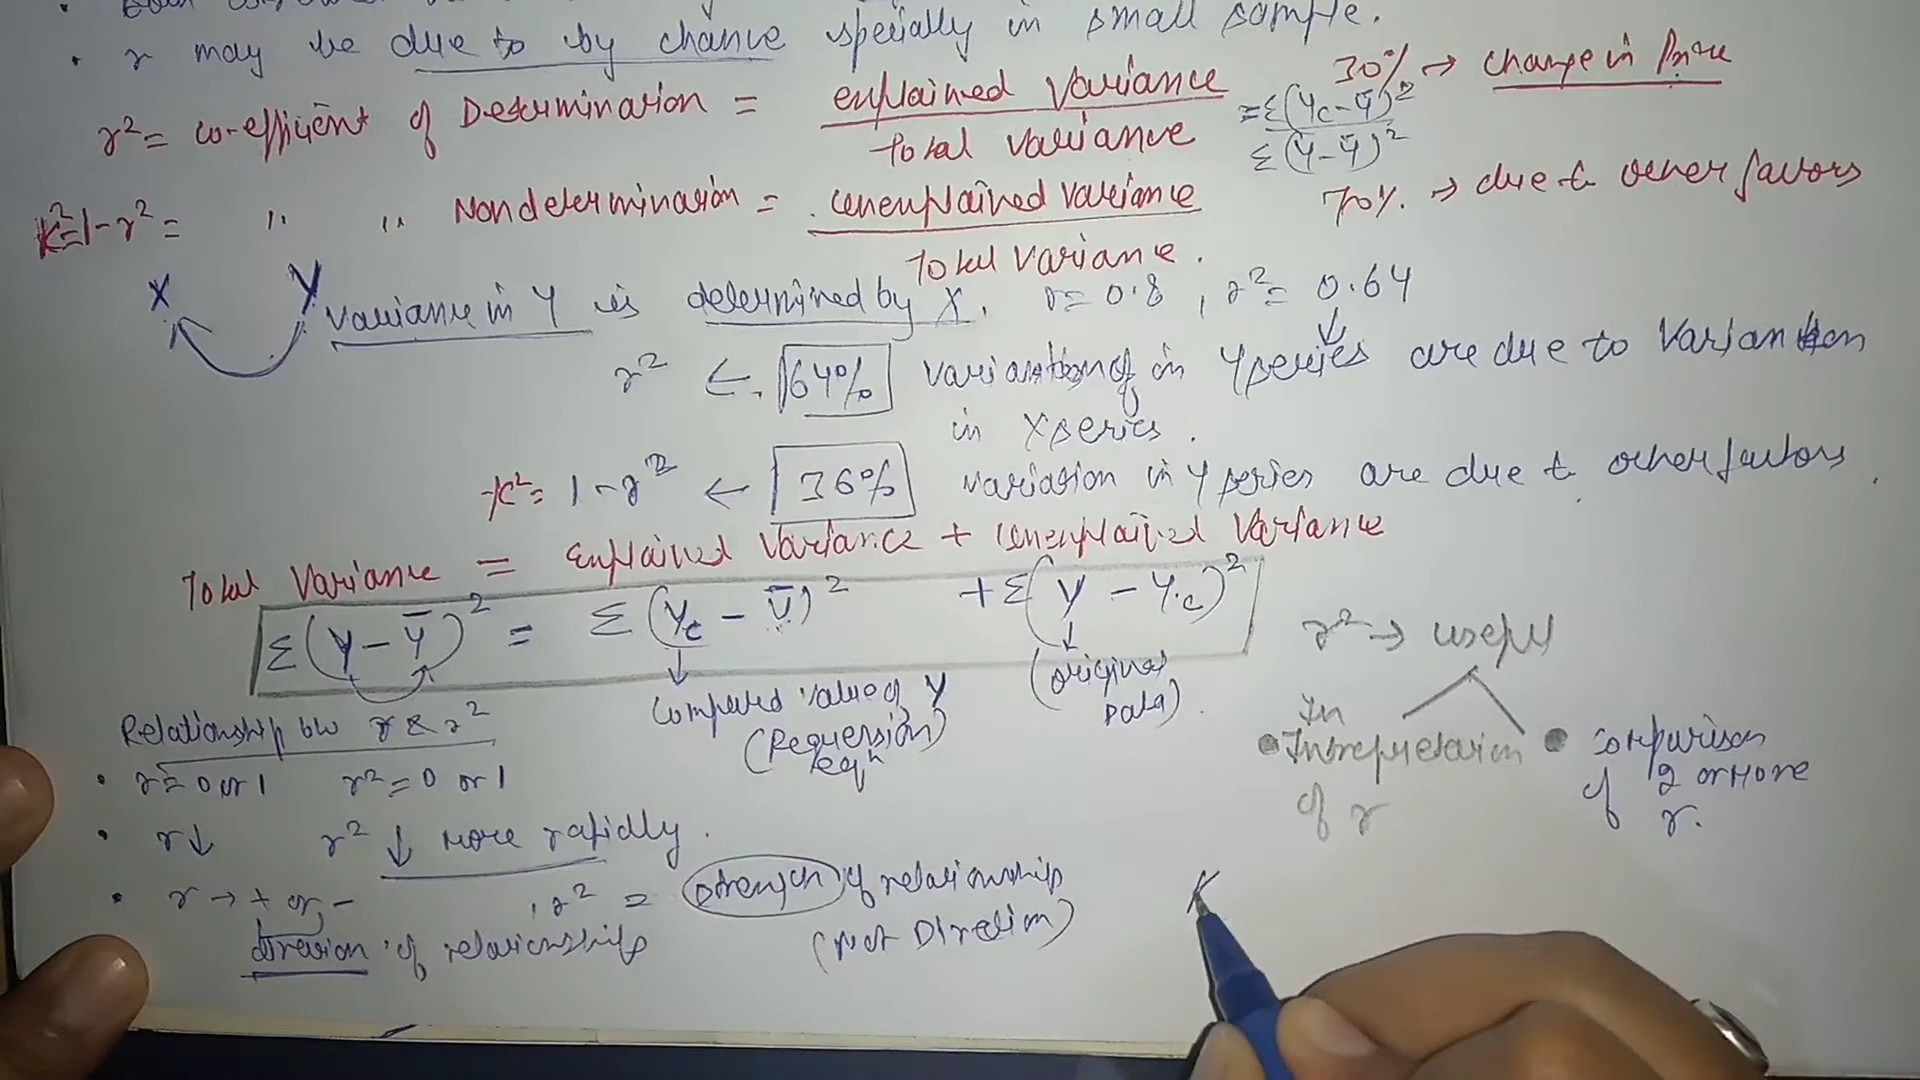 • r may be due to by chance specially in small sample.
r² = co-efficient of Determination = explained variance / Total variance = Σ(Yc-Ȳ)² / Σ(Y-Ȳ)²
30% → change in Price
K²=1-r² = " " Nondetermination = unexplained variance / Total variance.
70% → due to other factors
X Y
variance in Y is determined by X. r= 0.8 , r²= 0.64
r² ← 64% variation in Y series are due to variation
in X series.
K²= 1-r² ← 36% variation in Y series are due to other factors.
Total Variance = Explained Variance + Unexplained Variance
Σ(Y-Ȳ)² = Σ(Yc-Ȳ)² + Σ(Y-Yc)²
Computed value of Y
(Regression
eqn)
(original
Data).
r² → useful
In
• Interpretation
of r
• Comparison
of 2 or More
r.
Relationship b/w r & r²
• r=0 or 1 r²=0 or 1
• r↓ r² ↓ More rapidly.
• r → + or - , r² = strength of relationship
direction of relationship (not Direction)
K